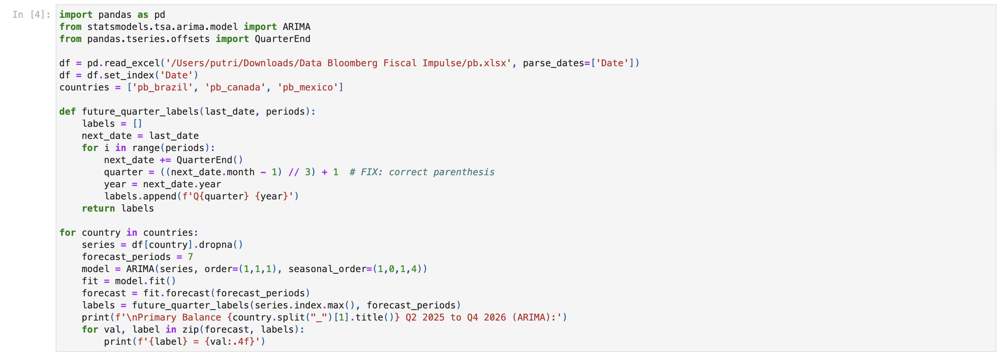 In [4]:
import pandas as pd
from statsmodels.tsa.arima.model import ARIMA
from pandas.tseries.offsets import QuarterEnd

df = pd.read_excel('/Users/putri/Downloads/Data Bloomberg Fiscal Impulse/pb.xlsx', parse_dates=['Date'])
df = df.set_index('Date')
countries = ['pb_brazil', 'pb_canada', 'pb_mexico']

def future_quarter_labels(last_date, periods):
    labels = []
    next_date = last_date
    for i in range(periods):
        next_date += QuarterEnd()
        quarter = ((next_date.month - 1) // 3) + 1  # FIX: correct parenthesis
        year = next_date.year
        labels.append(f'Q{quarter} {year}')
    return labels

for country in countries:
    series = df[country].dropna()
    forecast_periods = 7
    model = ARIMA(series, order=(1,1,1), seasonal_order=(1,0,1,4))
    fit = model.fit()
    forecast = fit.forecast(forecast_periods)
    labels = future_quarter_labels(series.index.max(), forecast_periods)
    print(f'\nPrimary Balance {country.split("_")[1].title()} Q2 2025 to Q4 2026 (ARIMA):')
    for val, label in zip(forecast, labels):
        print(f'{label} = {val:.4f}')